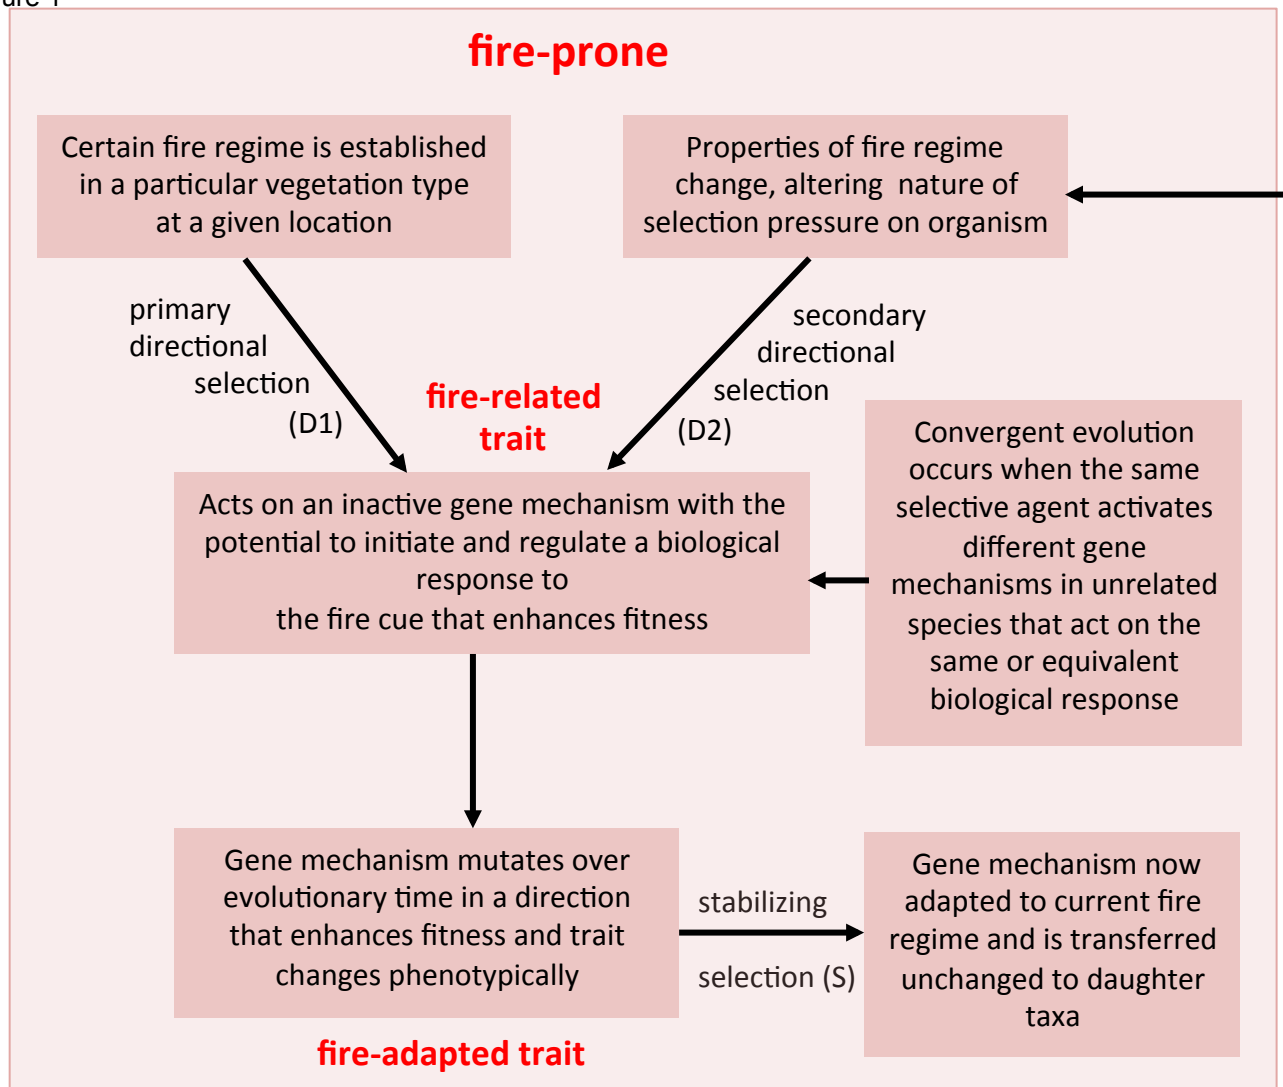 fire-prone
Certain fire regime is established
in a particular vegetation type
at a given location
Properties of fire regime
change, altering nature of
selection pressure on organism
primary
directional
selection
(D1)
secondary
directional
selection
(D2)
fire-related
trait
Acts on an inactive gene mechanism with the
potential to initiate and regulate a biological
response to
the fire cue that enhances fitness
Convergent evolution
occurs when the same
selective agent activates
different gene
mechanisms in unrelated
species that act on the
same or equivalent
biological response
Gene mechanism mutates over
evolutionary time in a direction
that enhances fitness and trait
changes phenotypically
fire-adapted trait
stabilizing
selection (S)
Gene mechanism now
adapted to current fire
regime and is transferred
unchanged to daughter
taxa